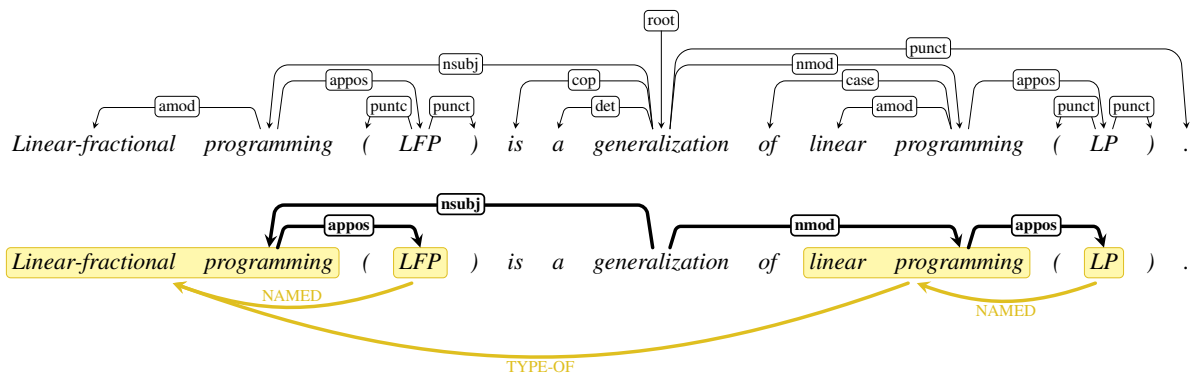 root
nsubj punct
appos cop nmod case appos
amod puntc punct det amod punct punct
Linear-fractional programming ( LFP ) is a generalization of linear programming ( LP ) .
nsubj
appos nmod appos
Linear-fractional programming ( LFP ) is a generalization of linear programming ( LP ) .
NAMED NAMED
TYPE-OF